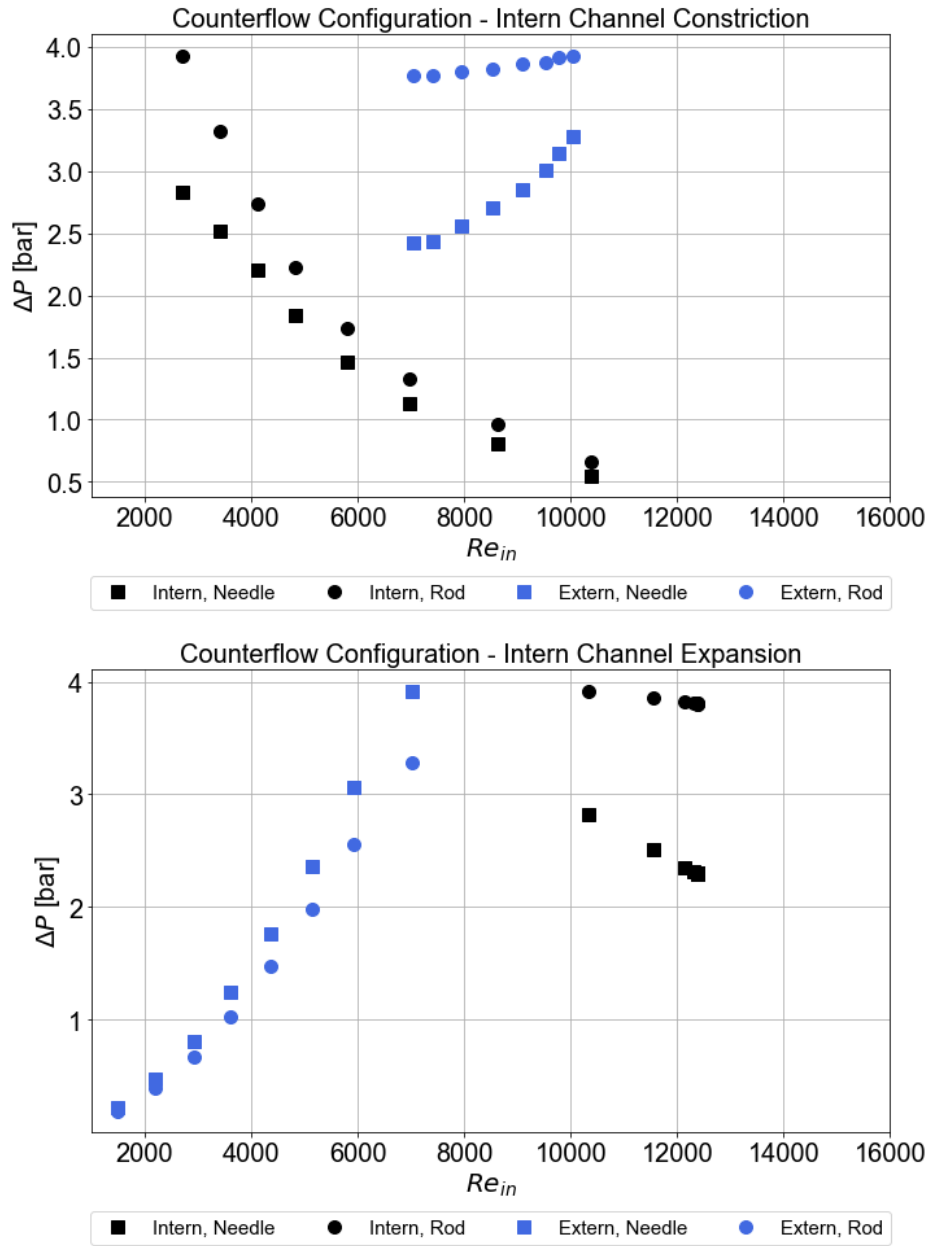 Counterflow Configuration - Intern Channel Constriction
4.0
3.5
3.0
2.5
2.0
1.5
1.0
0.5
ΔP [bar]
2000 4000 6000 8000 10000 12000 14000 16000
Re_in
Intern, Needle Intern, Rod Extern, Needle Extern, Rod
Counterflow Configuration - Intern Channel Expansion
4
3
2
1
ΔP [bar]
2000 4000 6000 8000 10000 12000 14000 16000
Re_in
Intern, Needle Intern, Rod Extern, Needle Extern, Rod